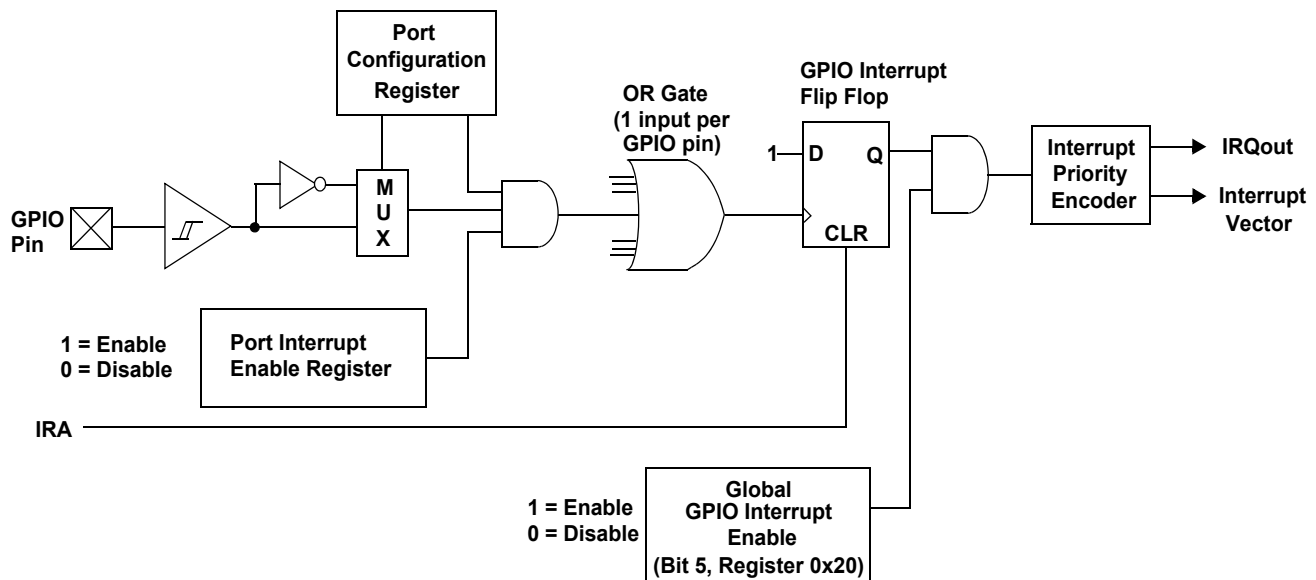 Port
Configuration
Register
GPIO Interrupt
Flip Flop
OR Gate
(1 input per
GPIO pin)
GPIO
Pin
M
U
X
1
D
Q
CLR
Interrupt
Priority
Encoder
IRQout
Interrupt
Vector
1 = Enable
0 = Disable
Port Interrupt
Enable Register
IRA
1 = Enable
0 = Disable
Global
GPIO Interrupt
Enable
(Bit 5, Register 0x20)